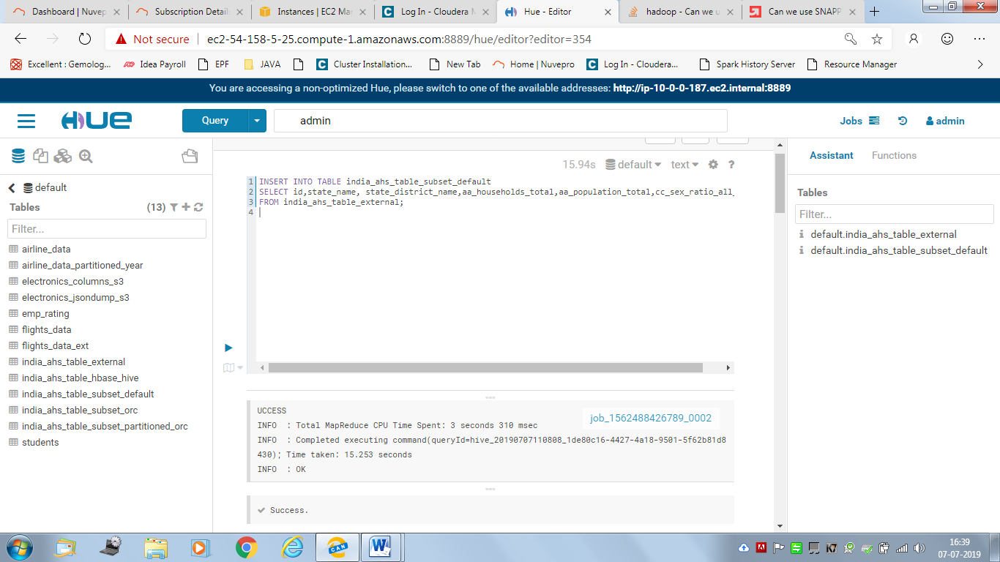 Dashboard | Nuvep
Subscription Detail
Instances | EC2 Mar
Log In - Cloudera M
Hue - Editor
hadoop - Can we u
Can we use SNAPP
Not secure
ec2-54-158-5-25.compute-1.amazonaws.com:8889/hue/editor?editor=354
Excellent : Gemolog...
Idea Payroll
EPF
JAVA
Cluster Installation...
New Tab
Home | Nuvepro
Log In - Cloudera...
Spark History Server
Resource Manager
You are accessing a non-optimized Hue, please switch to one of the available addresses: http://ip-10-0-0-187.ec2.internal:8889
HUE
Query
admin
Jobs
admin
default
Tables
(13)
Filter...
airline_data
airline_data_partitioned_year
electronics_columns_s3
electronics_jsondump_s3
emp_rating
flights_data
flights_data_ext
india_ahs_table_external
india_ahs_table_hbase_hive
india_ahs_table_subset_default
india_ahs_table_subset_orc
india_ahs_table_subset_partitioned_orc
students
15.94s
default
text
?
1 INSERT INTO TABLE india_ahs_table_subset_default
2 SELECT id,state_name, state_district_name,aa_households_total,aa_population_total,cc_sex_ratio_all_
3 FROM india_ahs_table_external;
4
UCCESS
INFO : Total MapReduce CPU Time Spent: 3 seconds 310 msec
job_1562488426789_0002
INFO : Completed executing command(queryId=hive_20190707110808_1de80c16-4427-4a18-9501-5f62b81d8
430); Time taken: 15.253 seconds
INFO : OK
Success.
Assistant
Functions
Tables
Filter...
default.india_ahs_table_external
default.india_ahs_table_subset_default
CAN
16:39
07-07-2019